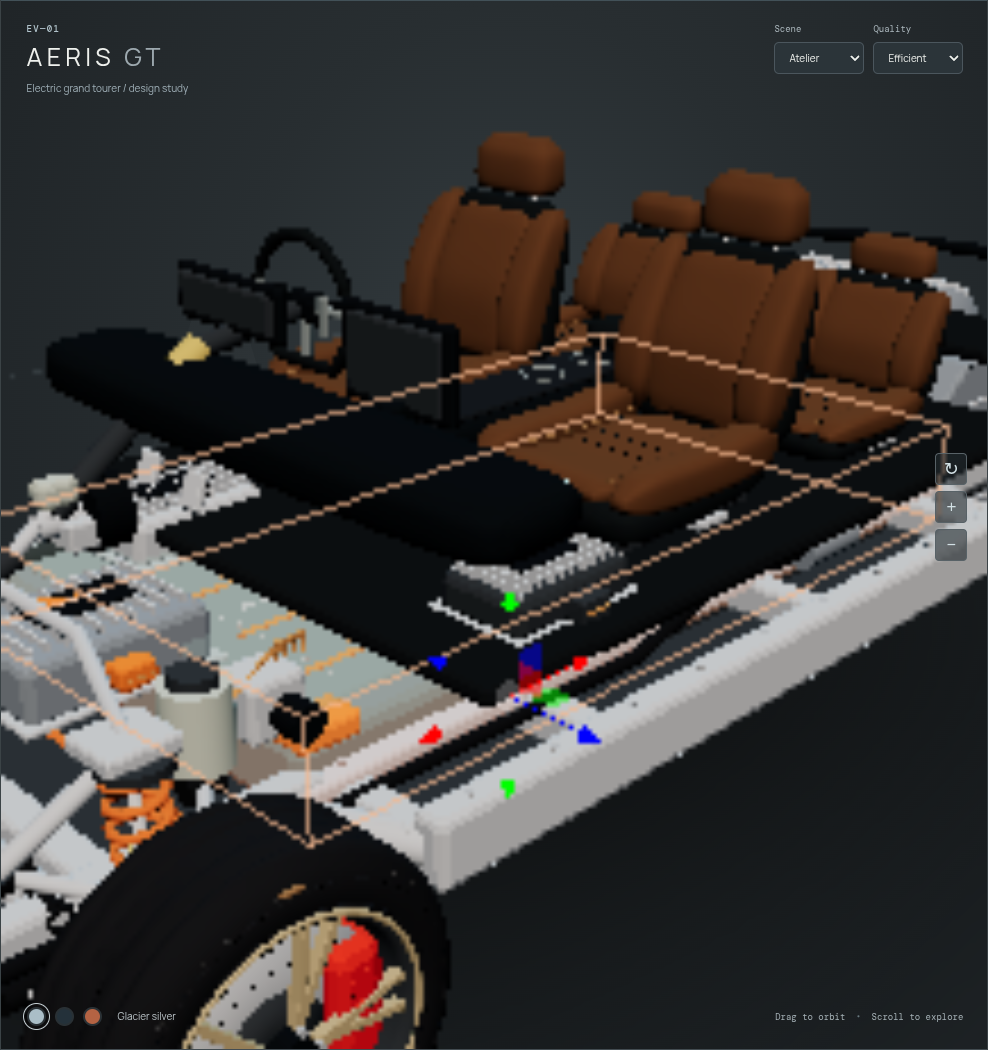 EV—01
AERIS GT
Electric grand tourer / design study
Scene
Quality
Atelier
Efficient
↻
+
−
Glacier silver
Drag to orbit · Scroll to explore